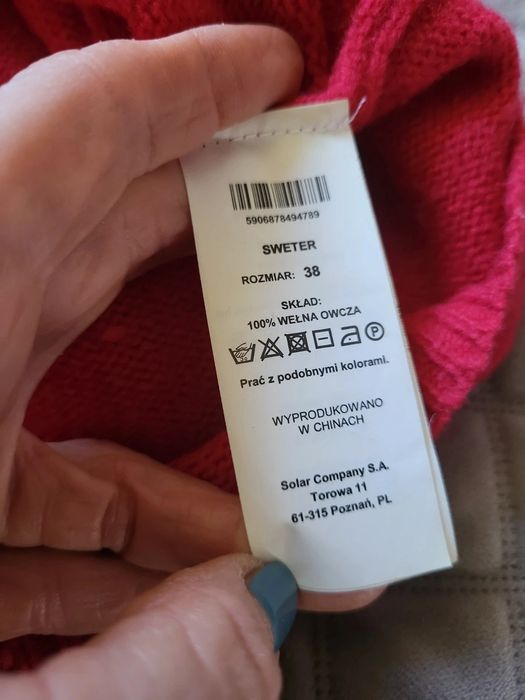 5906878494789
SWETER
ROZMIAR: 38
SKŁAD:
100% WEŁNA OWCZA
P
Prać z podobnymi kolorami.
WYPRODUKOWANO
W CHINACH
Solar Company S.A.
Torowa 11
61-315 Poznań, PL